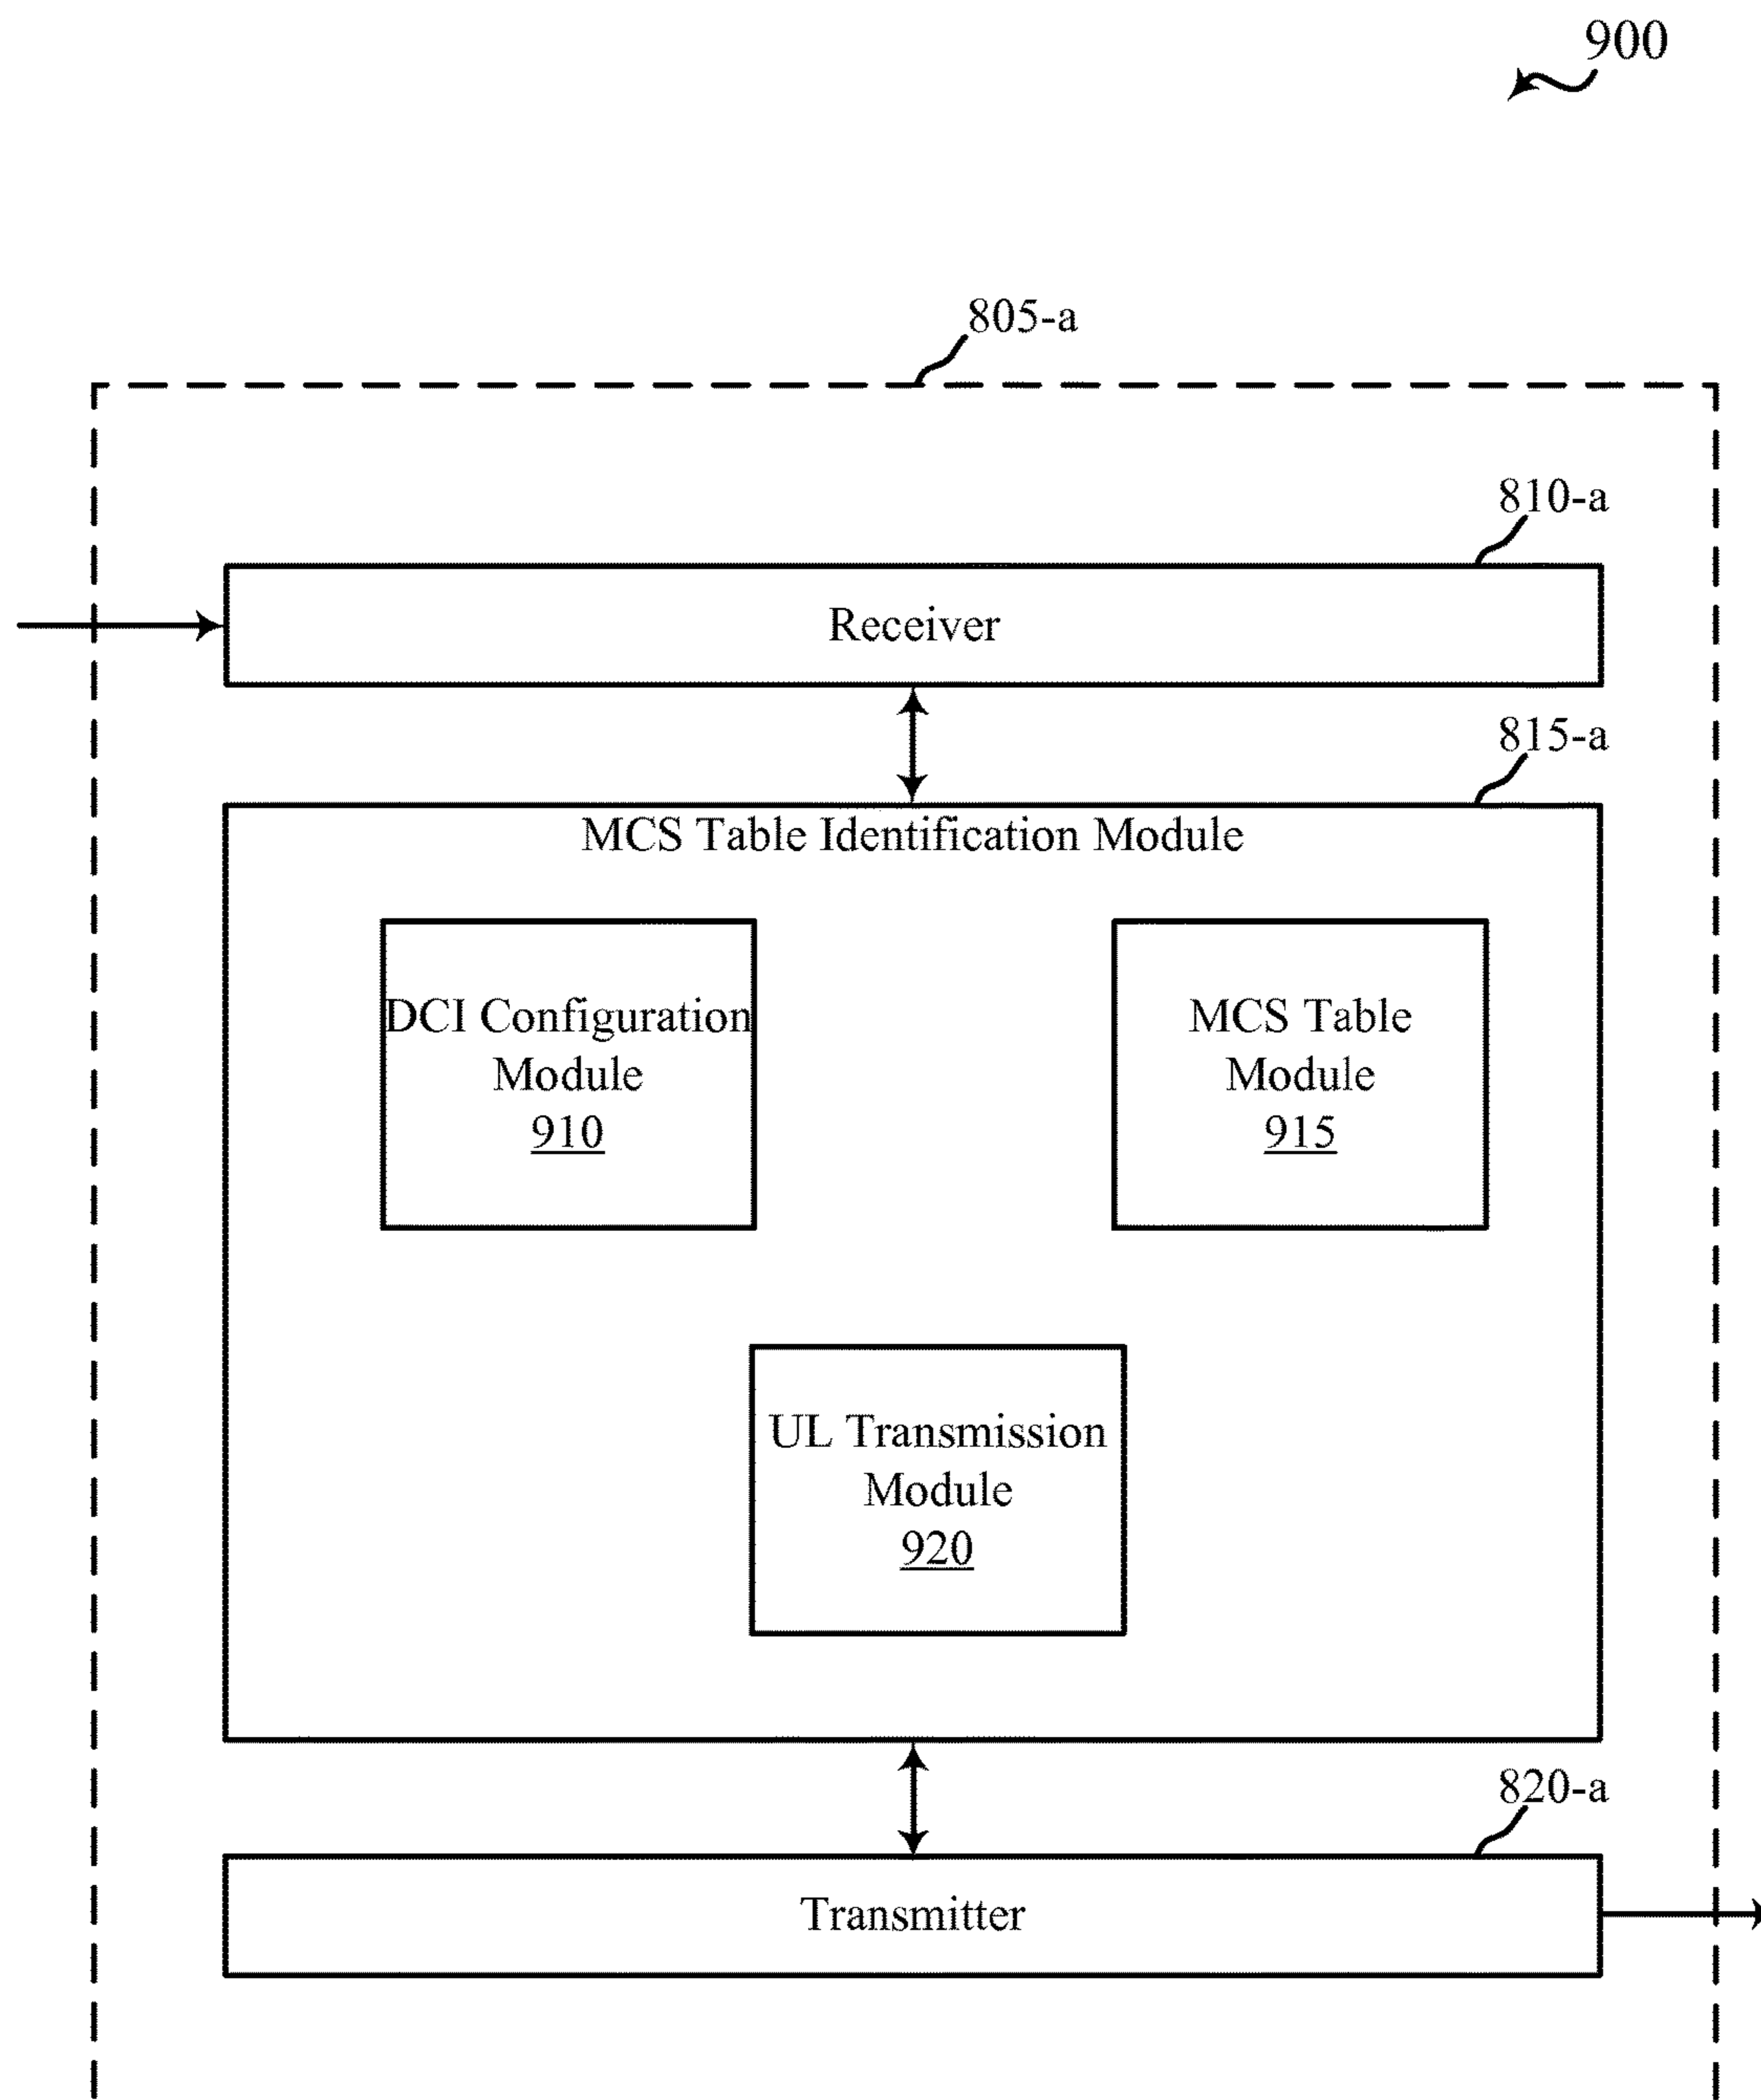 900
805-a
810-a
Receiver
815-a
MCS Table Identification Module
DCI Configuration
Module
910
MCS Table
Module
915
UL Transmission
Module
920
820-a
Transmitter